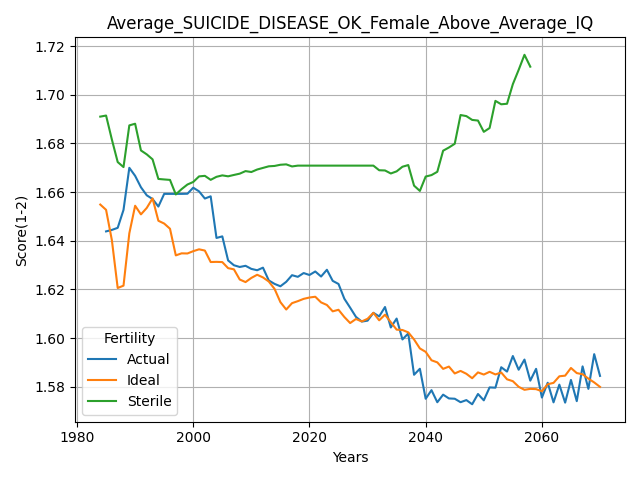 Average_SUICIDE_DISEASE_OK_Female_Above_Average_IQ
Score(1-2)
1.72
1.70
1.68
1.66
1.64
1.62
1.60
1.58
Fertility
Actual
Ideal
Sterile
1980
2000
2020
2040
2060
Years